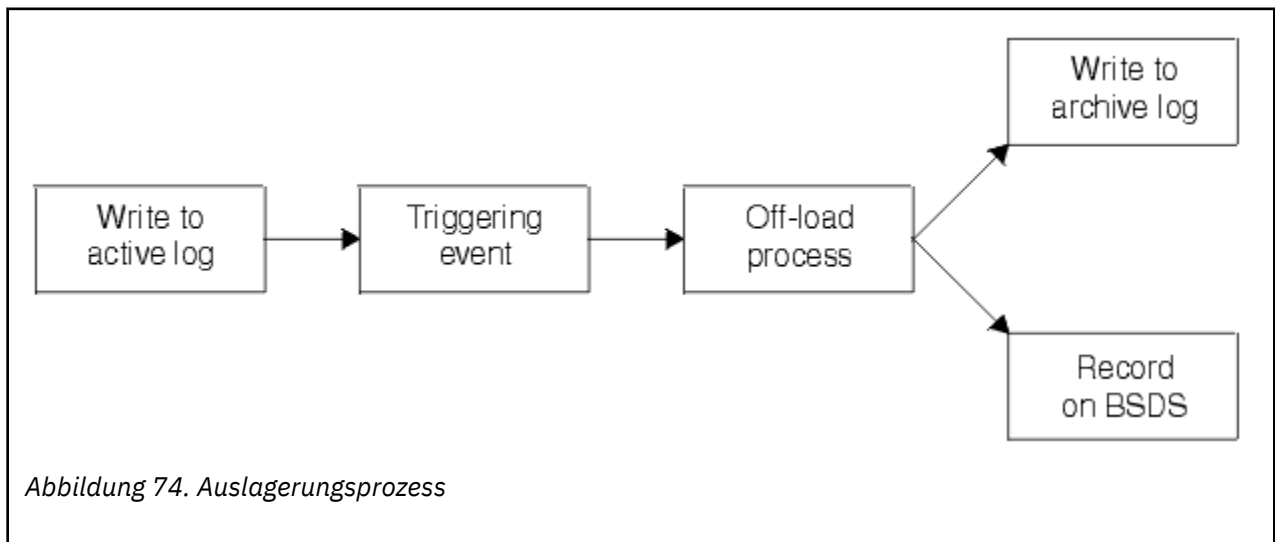 Write to
active log
Triggering
event
Off-load
process
Write to
archive log
Record
on BSDS
Abbildung 74. Auslagerungsprozess